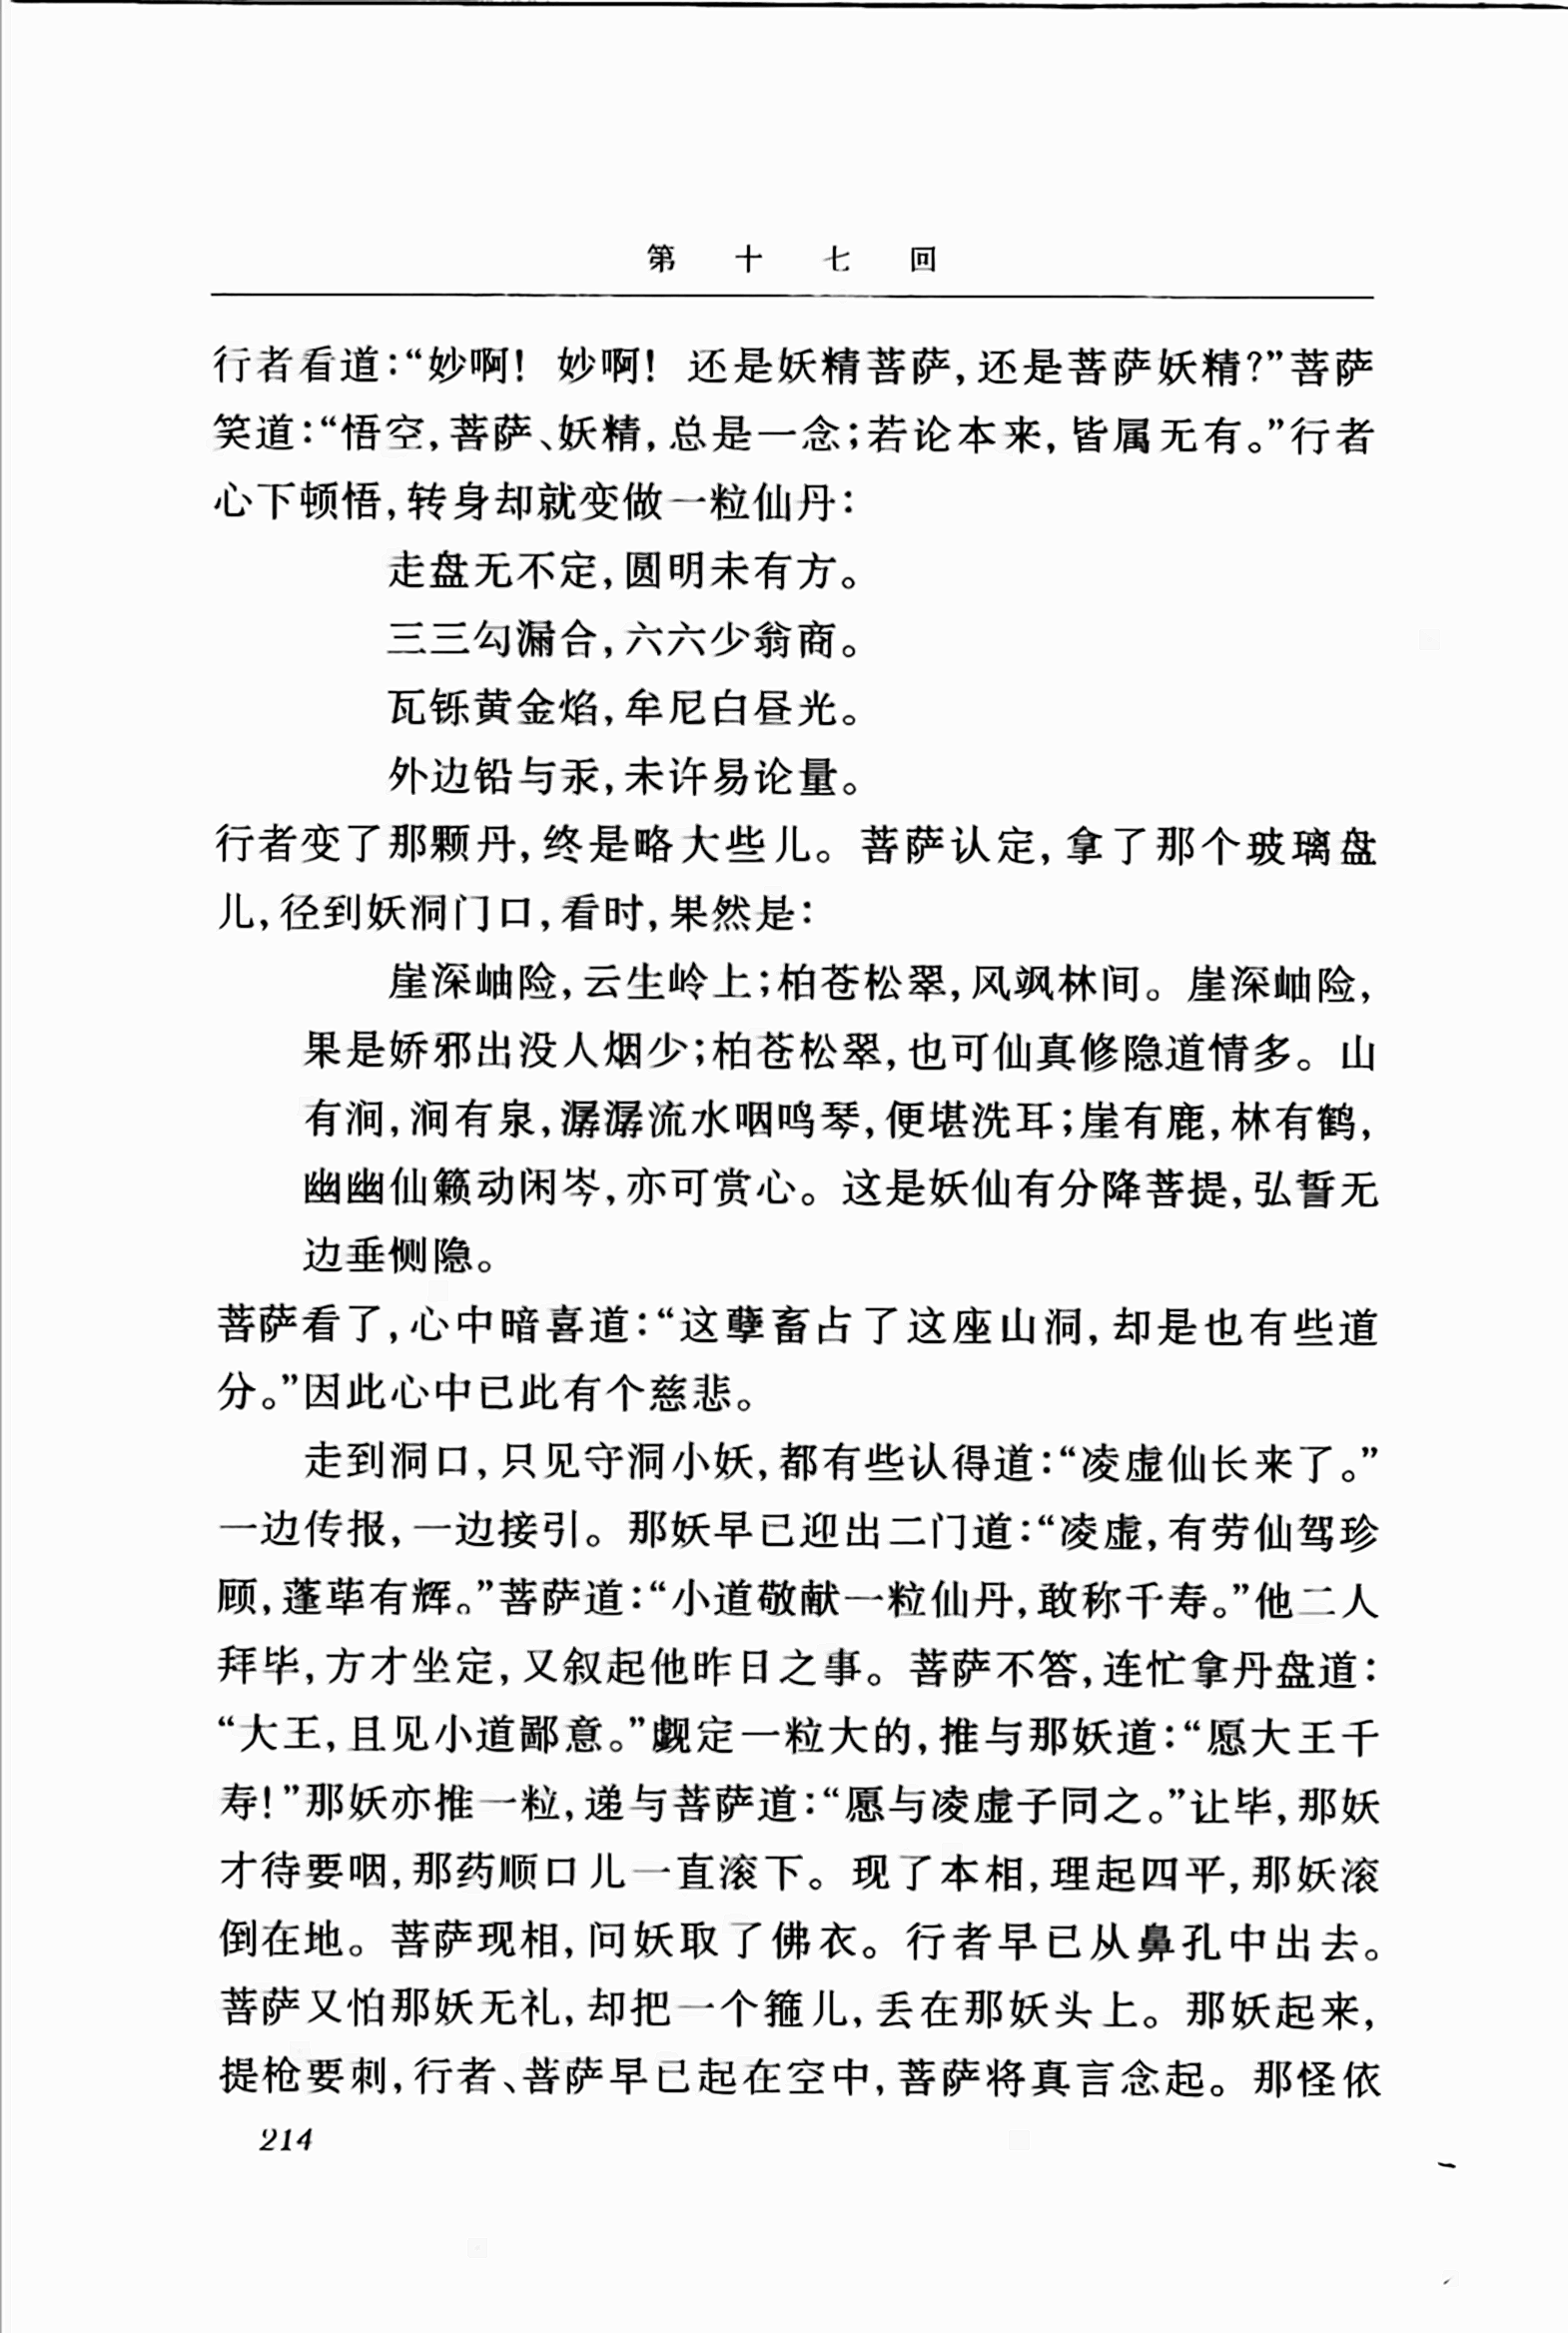 第十七回
行者看道：“妙啊！妙啊！还是妖精菩萨，还是菩萨妖精？”菩萨
笑道：“悟空，菩萨、妖精，总是一念；若论本来，皆属无有。”行者
心下顿悟，转身却就变做一粒仙丹：
走盘无不定，圆明未有方。
三三勾漏合，六六少翁商。
瓦铄黄金焰，牟尼白昼光。
外边铅与汞，未许易论量。
行者变了那颗丹，终是略大些儿。菩萨认定，拿了那个玻璃盘
儿，径到妖洞门口，看时，果然是：
崖深岫险，云生岭上；柏苍松翠，风飒林间。崖深岫险，
果是妖邪出没人烟少；柏苍松翠，也可仙真修隐道情多。山
有涧，涧有泉，潺潺流水咽鸣琴，便堪洗耳；崖有鹿，林有鹤，
幽幽仙籁动闲岑，亦可赏心。这是妖仙有分降菩提，弘誓无
边垂恻隐。
菩萨看了，心中暗喜道：“这孽畜占了这座山洞，却是也有些道
分。”因此心中已此有个慈悲。
走到洞口，只见守洞小妖，都有些认得道：“凌虚仙长来了。”
一边传报，一边接引。那妖早已迎出二门道：“凌虚，有劳仙驾珍
顾，蓬荜有辉。”菩萨道：“小道敬献一粒仙丹，敢称千寿。”他二人
拜毕，方才坐定，又叙起他昨日之事。菩萨不答，连忙拿丹盘道：
“大王，且见小道鄙意。”觑定一粒大的，推与那妖道：“愿大王千
寿！”那妖亦推一粒，递与菩萨道：“愿与凌虚子同之。”让毕，那妖
才待要咽，那药顺口儿一直滚下。现了本相，理起四平，那妖滚
倒在地。菩萨现相，问妖取了佛衣。行者早已从鼻孔中出去。
菩萨又怕那妖无礼，却把一个箍儿，丢在那妖头上。那妖起来，
提枪要刺，行者、菩萨早已起在空中，菩萨将真言念起。那怪依
214